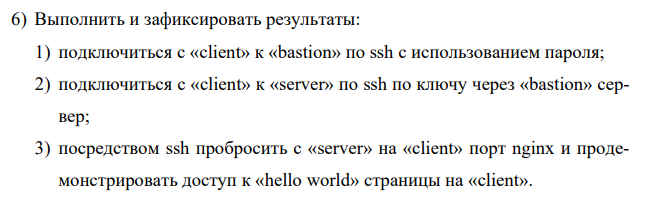 6) Выполнить и зафиксировать результаты:
1) подключиться с «client» к «bastion» по ssh с использованием пароля;
2) подключиться с «client» к «server» по ssh по ключу через «bastion» сер-
вер;
3) посредством ssh пробросить с «server» на «client» порт nginx и проде-
монстрировать доступ к «hello world» страницы на «client».